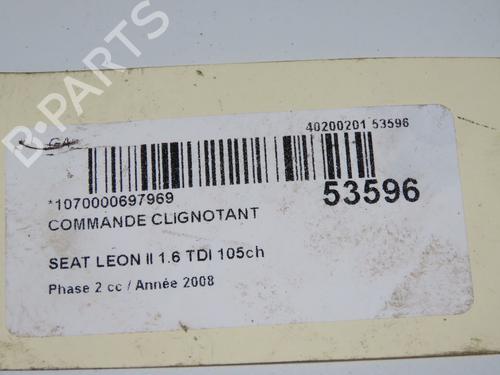 B-PARTS
GA
40200201 53596
*1070000697969
53596
COMMANDE CLIGNOTANT
SEAT LEON II 1.6 TDI 105ch
Phase 2 cc / Année 2008